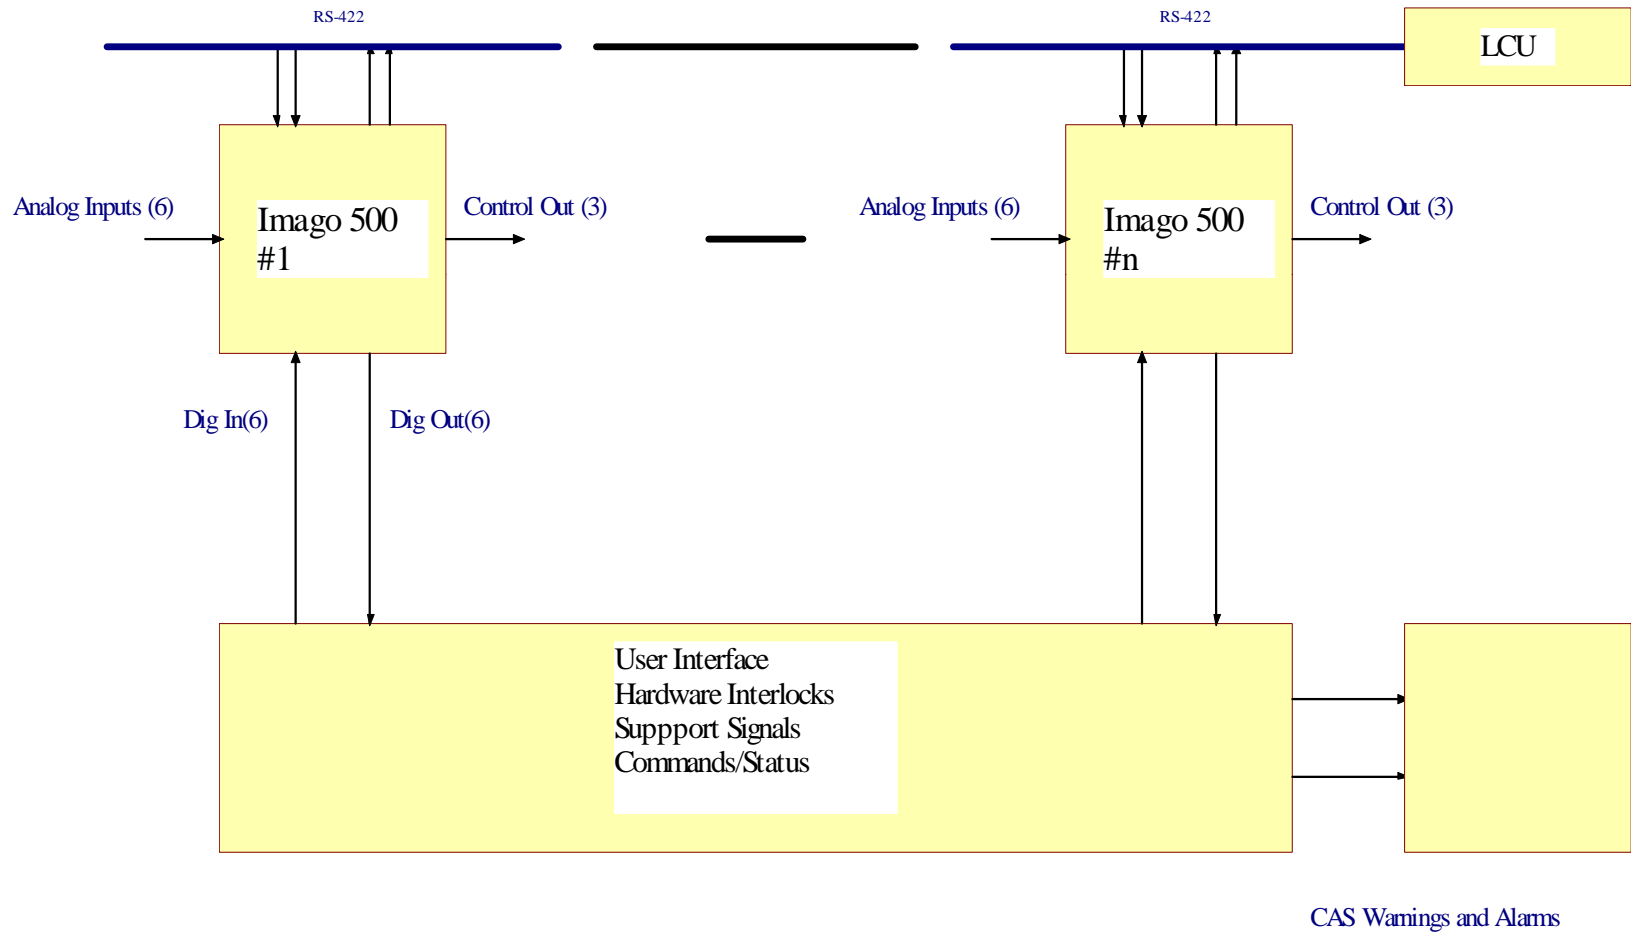 RS-422
RS-422
LCU
Analog Inputs (6)
Imago 500
#1
Control Out (3)
Analog Inputs (6)
Imago 500
#n
Control Out (3)
Dig In(6)
Dig Out(6)
User Interface
Hardware Interlocks
Suppport Signals
Commands/Status
CAS Warnings and Alarms